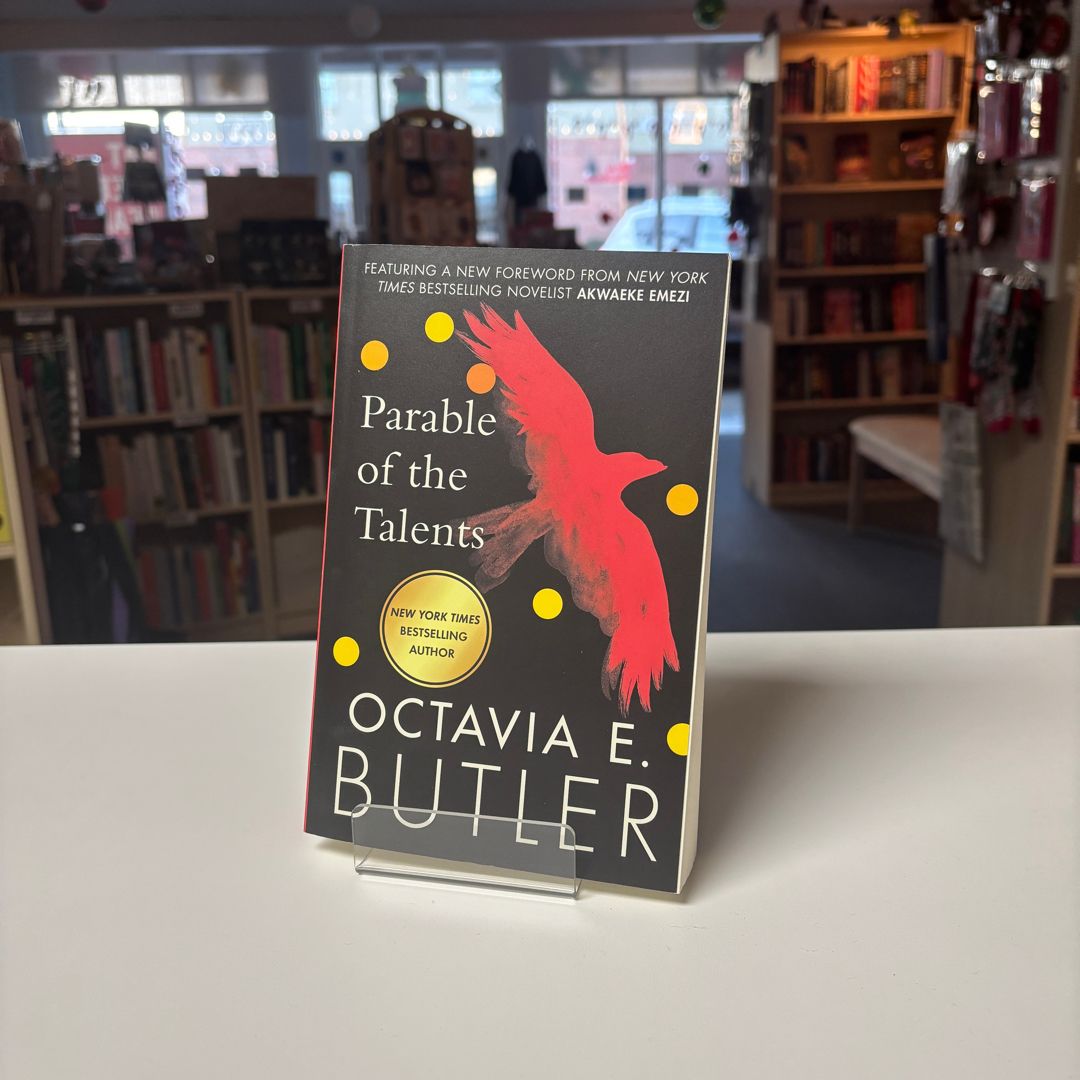 FEATURING A NEW FOREWORD FROM NEW YORK
TIMES BESTSELLING NOVELIST AKWAEKE EMEZI
Parable
of the
Talents
NEW YORK TIMES
BESTSELLING
AUTHOR
OCTAVIA E.
BUTLER